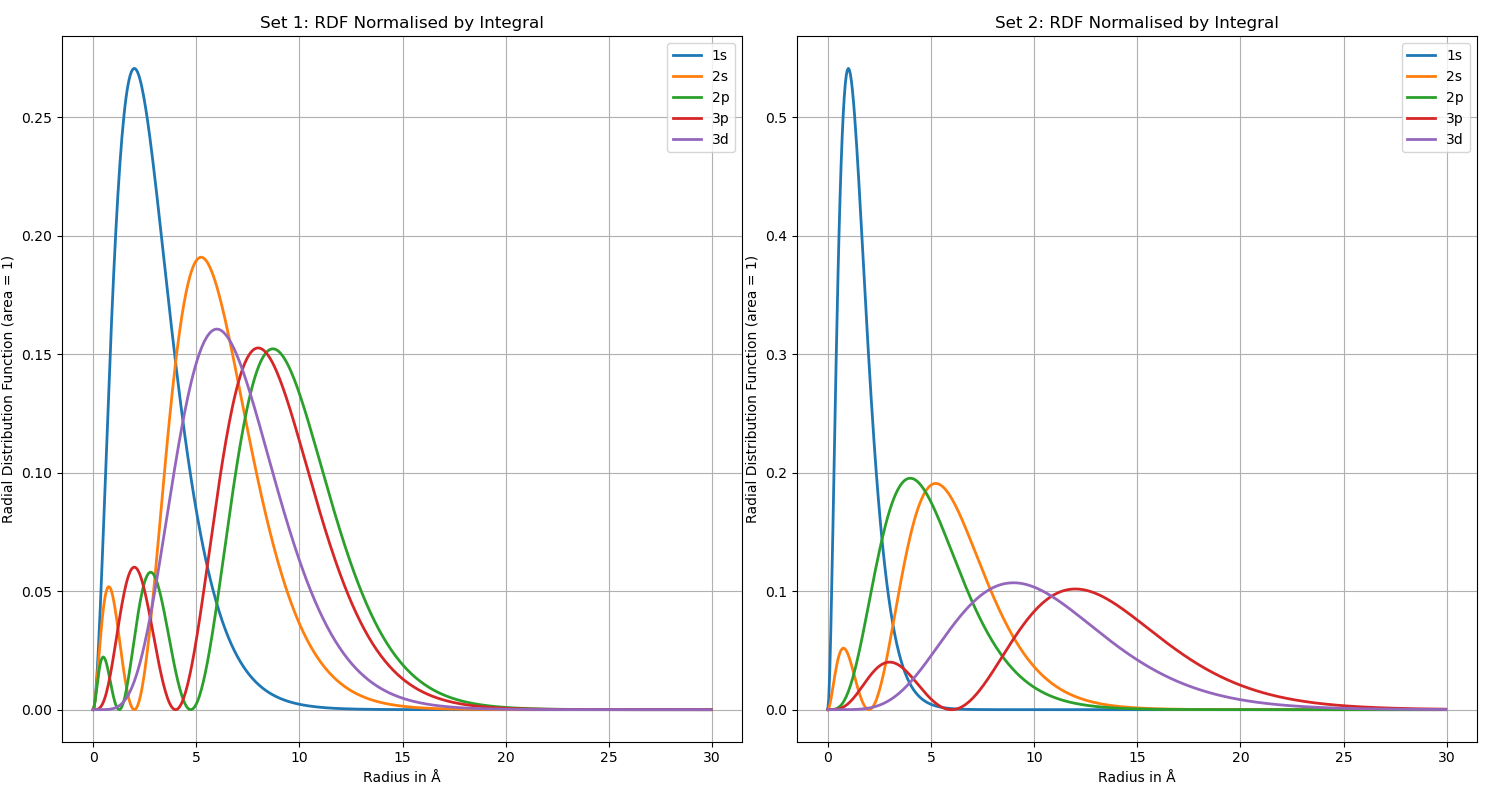 Set 1: RDF Normalised by Integral
Radial Distribution Function (area = 1)
0.25
0.20
0.15
0.10
0.05
0.00
0 5 10 15 20 25 30
Radius in Å
1s
2s
2p
3p
3d
Set 2: RDF Normalised by Integral
Radial Distribution Function (area = 1)
0.5
0.4
0.3
0.2
0.1
0.0
0 5 10 15 20 25 30
Radius in Å
1s
2s
2p
3p
3d